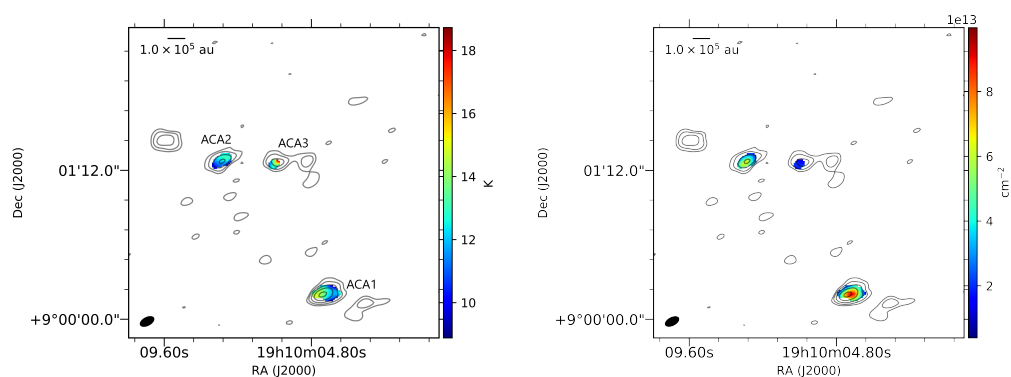 1.0 × 10⁵ au
ACA2
ACA3
ACA1
01'12.0"
+9°00'00.0"
Dec (J2000)
09.60s
19h10m04.80s
RA (J2000)
18
16
14
12
10
K
1e13
1.0 × 10⁵ au
01'12.0"
+9°00'00.0"
Dec (J2000)
09.60s
19h10m04.80s
RA (J2000)
8
6
4
2
cm⁻²